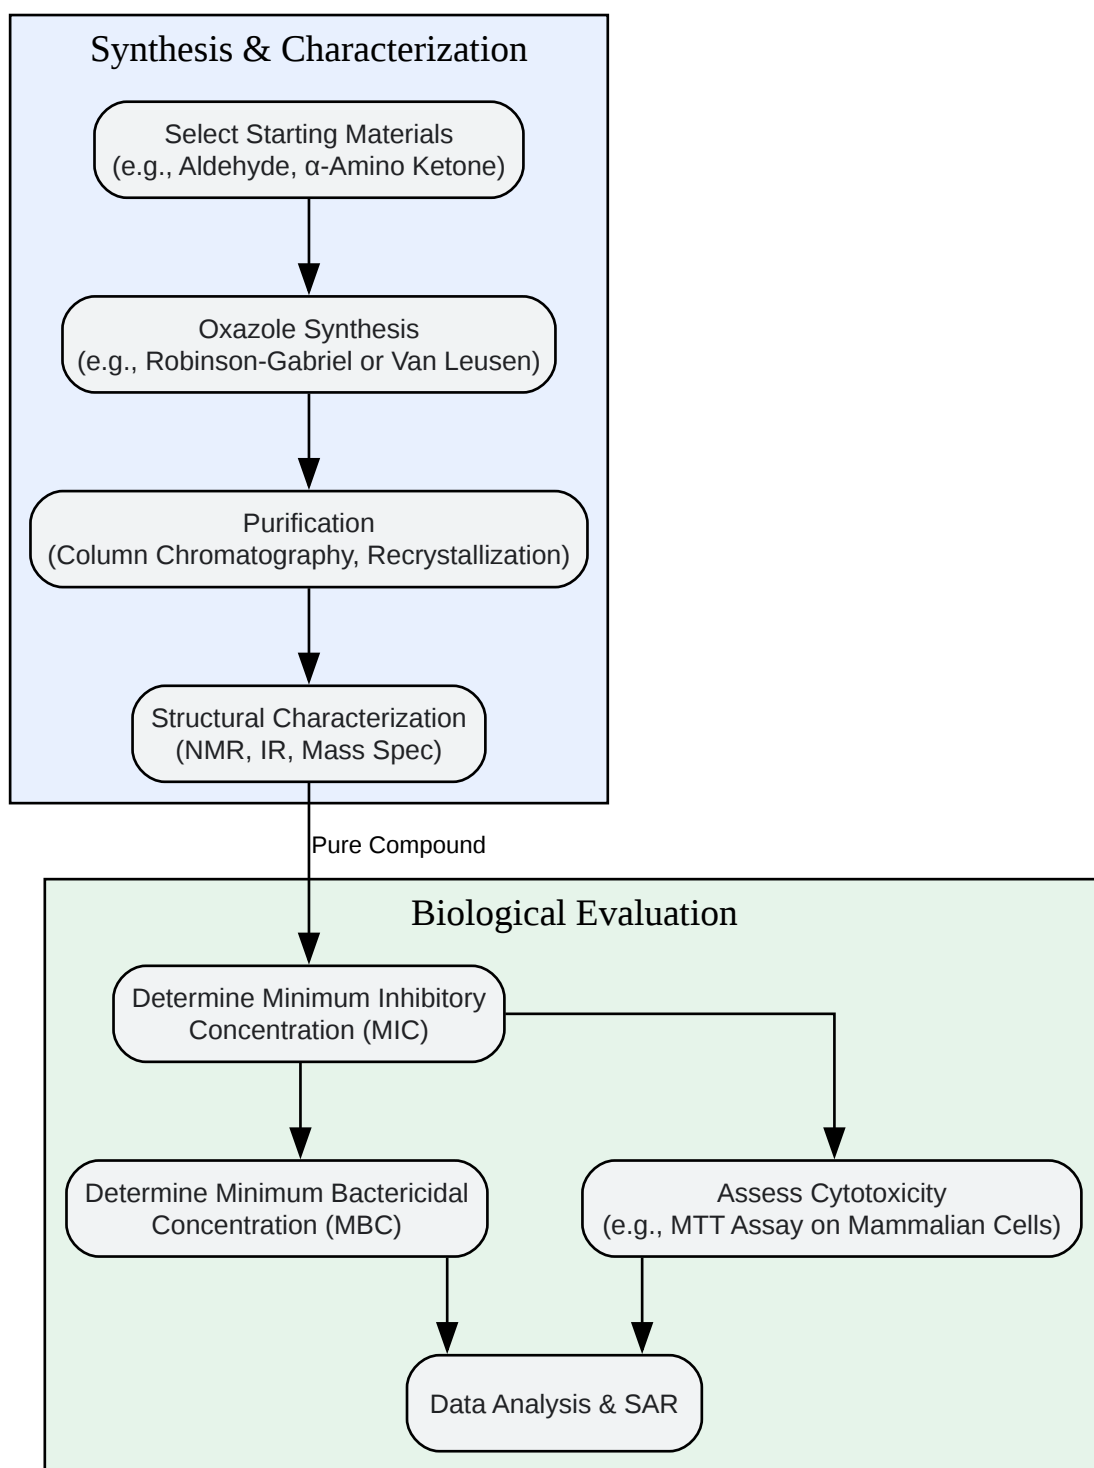 Synthesis & Characterization
Select Starting Materials
(e.g., Aldehyde, α-Amino Ketone)
Oxazole Synthesis
(e.g., Robinson-Gabriel or Van Leusen)
Purification
(Column Chromatography, Recrystallization)
Structural Characterization
(NMR, IR, Mass Spec)
Pure Compound
Biological Evaluation
Determine Minimum Inhibitory
Concentration (MIC)
Determine Minimum Bactericidal
Concentration (MBC)
Assess Cytotoxicity
(e.g., MTT Assay on Mammalian Cells)
Data Analysis & SAR